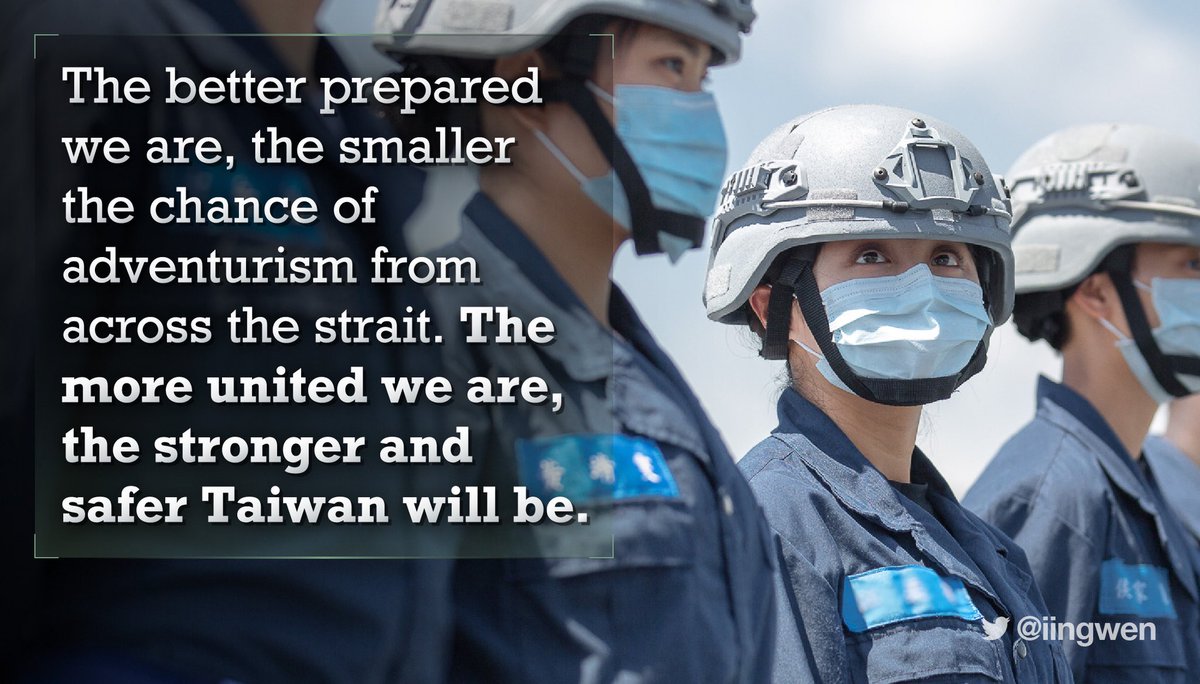 The better prepared
we are, the smaller
the chance of
adventurism from
across the strait. The
more united we are,
the stronger and
safer Taiwan will be.
@iingwen